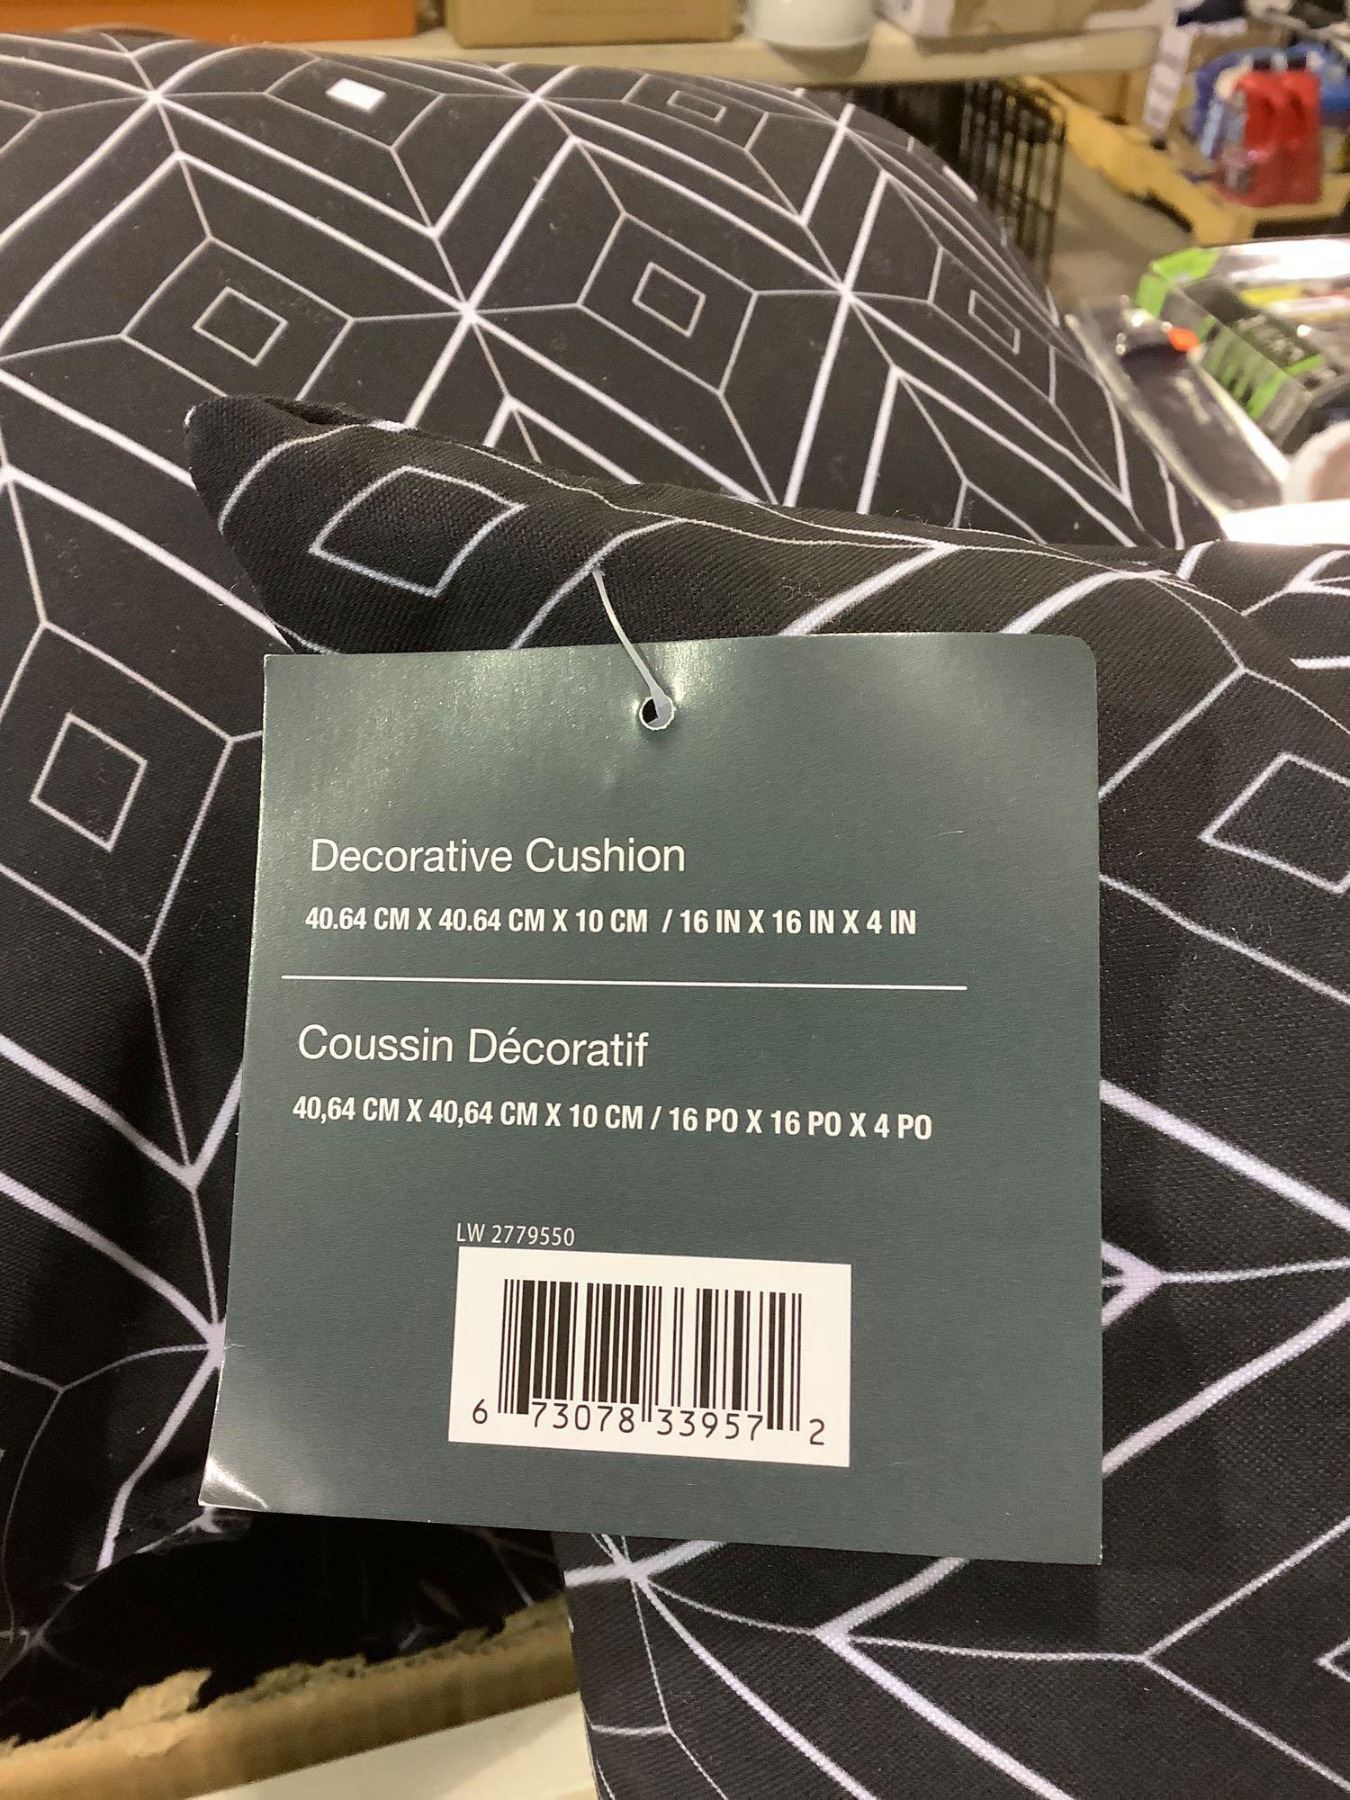 Decorative Cushion
40.64 CM X 40.64 CM X 10 CM / 16 IN X 16 IN X 4 IN
Coussin Décoratif
40,64 CM X 40,64 CM X 10 CM / 16 PO X 16 PO X 4 PO
LW 2779550
6 73078 33957 2